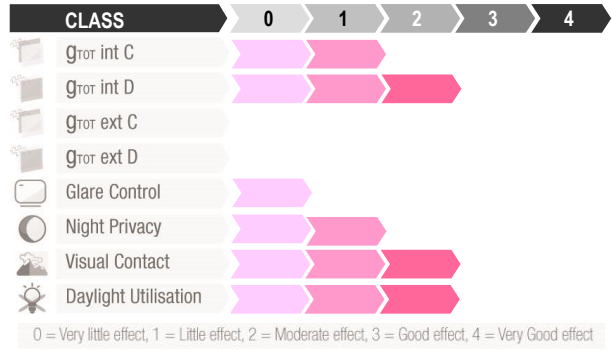 CLASS 0 1 2 3 4
gTOT int C
gTOT int D
gTOT ext C
gTOT ext D
Glare Control
Night Privacy
Visual Contact
Daylight Utilisation
0 = Very little effect, 1 = Little effect, 2 = Moderate effect, 3 = Good effect, 4 = Very Good effect